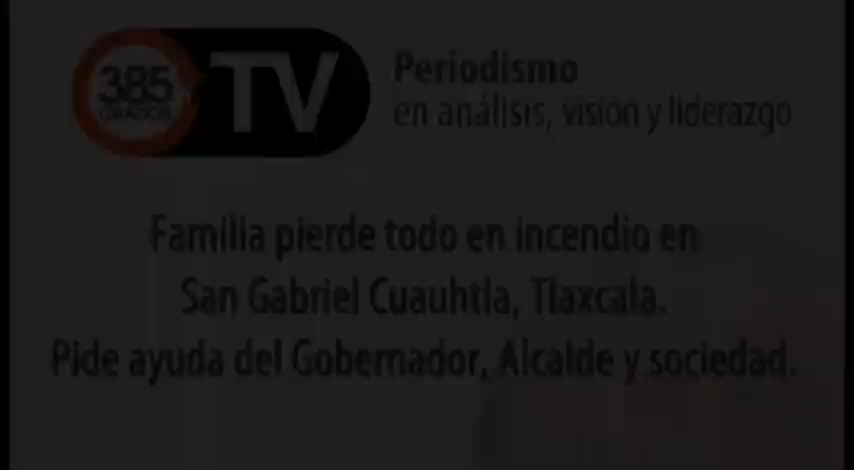 385
GRADOS
TV
Periodismo
en análisis, visión y liderazgo
Familia pierde todo en incendio en
San Gabriel Cuauhtla, Tlaxcala.
Pide ayuda del Gobernador, Alcalde y sociedad.